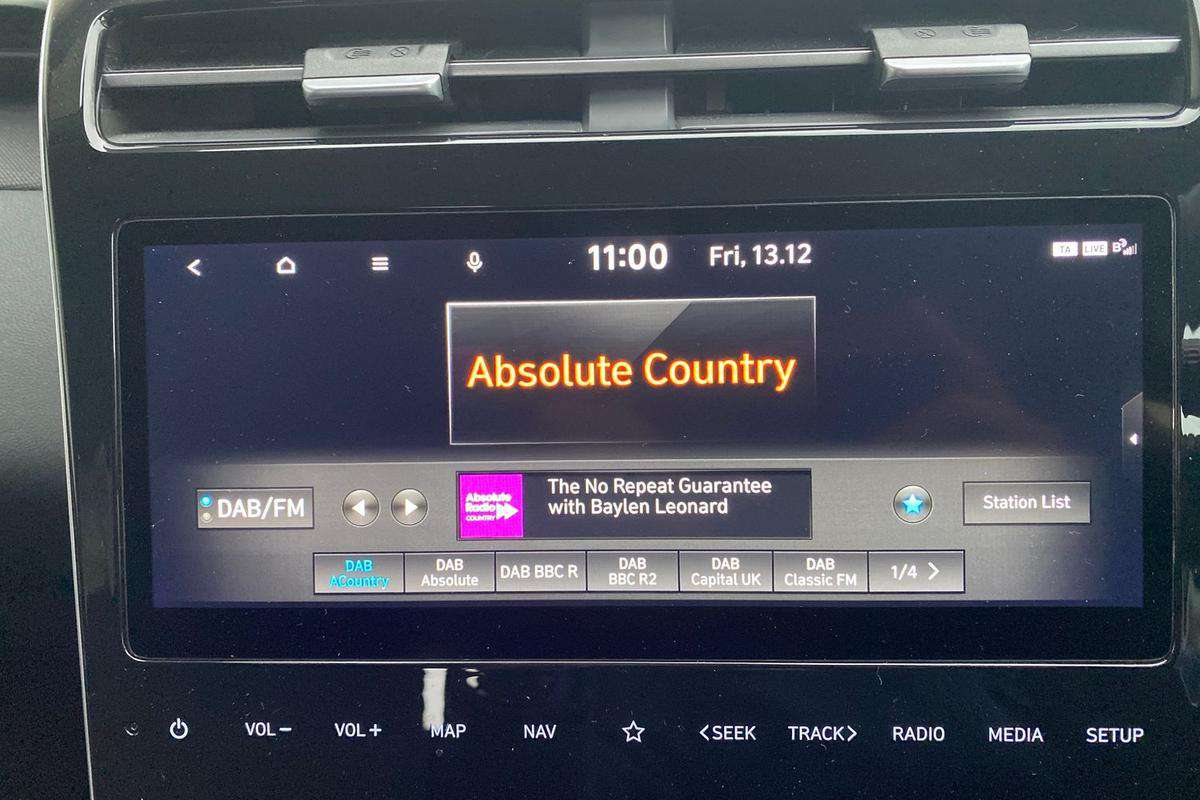 11:00 Fri, 13.12 TA LIVE B
Absolute Country
DAB/FM
Absolute
Radio
COUNTRY
The No Repeat Guarantee
with Baylen Leonard
Station List
DAB
ACountry
DAB
Absolute
DAB BBC R
DAB
BBC R2
DAB
Capital UK
DAB
Classic FM
1/4 >
VOL− VOL+ MAP NAV <SEEK TRACK> RADIO MEDIA SETUP